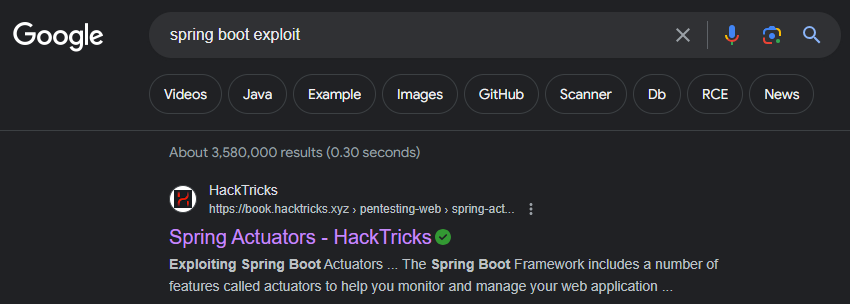 Google
spring boot exploit
Videos
Java
Example
Images
GitHub
Scanner
Db
RCE
News
About 3,580,000 results (0.30 seconds)
HackTricks
https://book.hacktricks.xyz › pentesting-web › spring-act...
Spring Actuators - HackTricks
Exploiting Spring Boot Actuators ... The Spring Boot Framework includes a number of
features called actuators to help you monitor and manage your web application ...